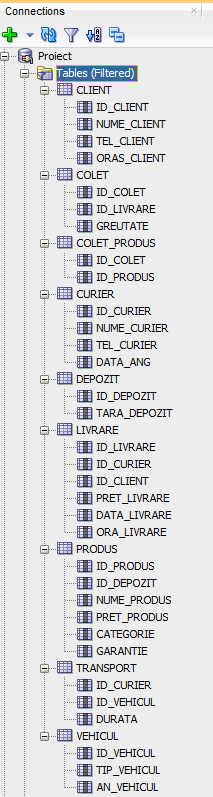 Connections
Project
Tables (Filtered)
CLIENT
ID_CLIENT
NUME_CLIENT
TEL_CLIENT
ORAS_CLIENT
COLET
ID_COLET
ID_LIVRARE
GREUTATE
COLET_PRODUS
ID_COLET
ID_PRODUS
CURIER
ID_CURIER
NUME_CURIER
TEL_CURIER
DATA_ANG
DEPOZIT
ID_DEPOZIT
TARA_DEPOZIT
LIVRARE
ID_LIVRARE
ID_CURIER
ID_CLIENT
PRET_LIVRARE
DATA_LIVRARE
ORA_LIVRARE
PRODUS
ID_PRODUS
ID_DEPOZIT
NUME_PRODUS
PRET_PRODUS
CATEGORIE
GARANTIE
TRANSPORT
ID_CURIER
ID_VEHICUL
DURATA
VEHICUL
ID_VEHICUL
TIP_VEHICUL
AN_VEHICUL